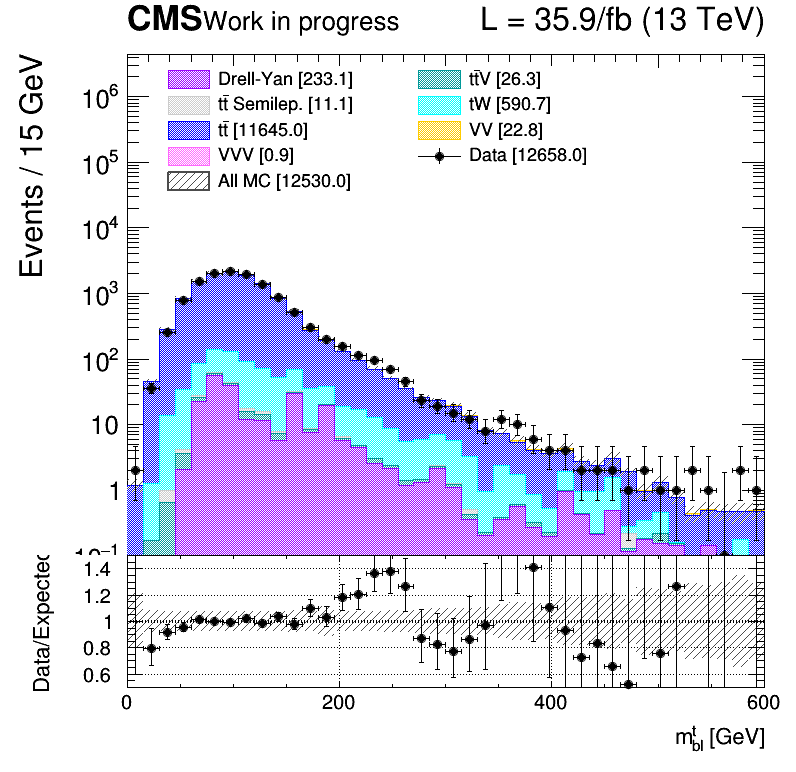 CMS Work in progress L = 35.9/fb (13 TeV)
Events / 15 GeV
Drell-Yan [233.1]
tt̄ Semilep. [11.1]
tt̄ [11645.0]
VVV [0.9]
All MC [12530.0]
tt̄V [26.3]
tW [590.7]
VV [22.8]
Data [12658.0]
10⁶
10⁵
10⁴
10³
10²
10
1
10⁻¹
Data/Expected
1.4
1.2
1
0.8
0.6
0 200 400 600
mᵗbl [GeV]